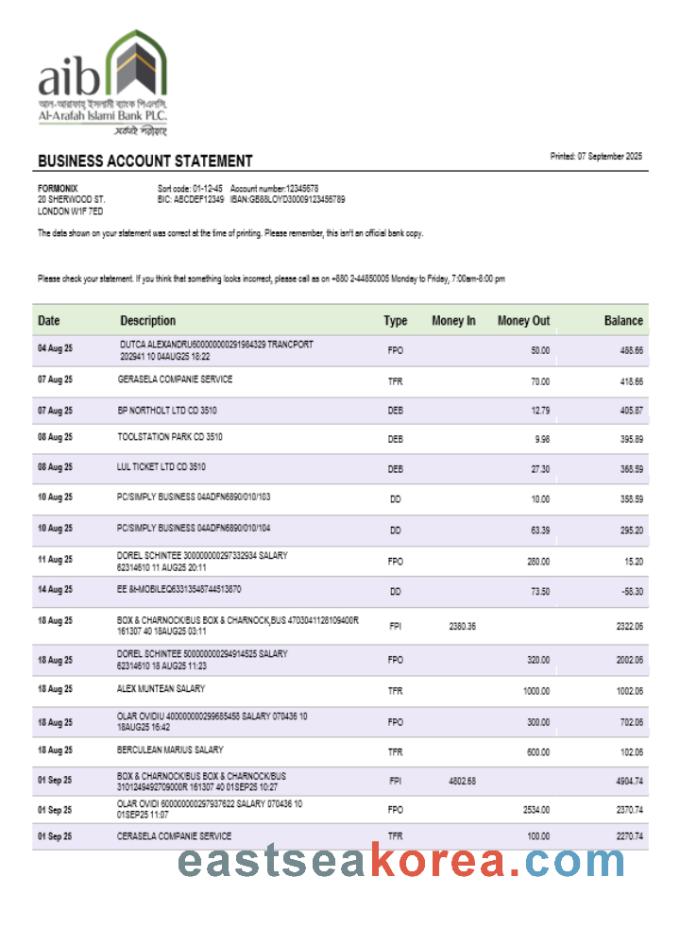 aib
আল-আরাফাহ্ ইসলামী ব্যাংক পিএলসি.
Al-Arafah Islami Bank PLC.
BUSINESS ACCOUNT STATEMENT
Printed: 07 September 2025
FORMONIX Sort code: 01-12-45 Account number:12345678
20 SHERWOOD ST. BIC: ABCDEF12349 IBAN:GB88LOYD30009123456789
LONDON W1F 7ED
The data shown on your statement was correct at the time of printing. Please remember, this isn't an official bank copy.
Please check your statement. If you think that something looks incorrect, please call as on +880 2-44850005 Monday to Friday, 7:00am-8:00 pm
Date Description Type Money In Money Out Balance
04 Aug 25 DUTCA ALEXANDRU600000000291984329 TRANCPORT
202941 10 04AUG25 18:22 FPO 50.00 488.66
07 Aug 25 GERASELA COMPANIE SERVICE TFR 70.00 418.66
07 Aug 25 BP NORTHOLT LTD CD 3510 DEB 12.79 405.87
08 Aug 25 TOOLSTATION PARK CD 3510 DEB 9.98 395.89
08 Aug 25 LUL TICKET LTD CD 3510 DEB 27.30 368.59
10 Aug 25 PC/SIMPLY BUSINESS 04ADFN6890/010/103 DD 10.00 358.59
10 Aug 25 PC/SIMPLY BUSINESS 04ADFN6890/010/104 DD 63.39 295.20
11 Aug 25 DOREL SCHINTEE 300000000297332934 SALARY
62314610 11 AUG25 20:11 FPO 280.00 15.20
14 Aug 25 EE &MOBILEQ63313548744513870 DD 73.50 -58.30
18 Aug 25 BOX & CHARNOCK/BUS BOX & CHARNOCK,BUS 4703041128109400R
161307 40 18AUG25 03:11 FPI 2380.36 2322.06
18 Aug 25 DOREL SCHINTEE 500000000294914525 SALARY
62314610 18 AUG25 11:23 FPO 320.00 2002.06
18 Aug 25 ALEX MUNTEAN SALARY TFR 1000.00 1002.06
18 Aug 25 OLAR OVIDIU 400000000299685458 SALARY 070436 10
18AUG25 16:42 FPO 300.00 702.06
18 Aug 25 BERCULEAN MARIUS SALARY TFR 600.00 102.06
01 Sep 25 BOX & CHARNOCK/BUS BOX & CHARNOCK/BUS
3101249492709000R 161307 40 01SEP25 10:27 FPI 4802.68 4904.74
01 Sep 25 OLAR OVIDI 600000000297937622 SALARY 070436 10
01SEP25 11:07 FPO 2534.00 2370.74
01 Sep 25 CERASELA COMPANIE SERVICE TFR 100.00 2270.74
eastseakorea.com